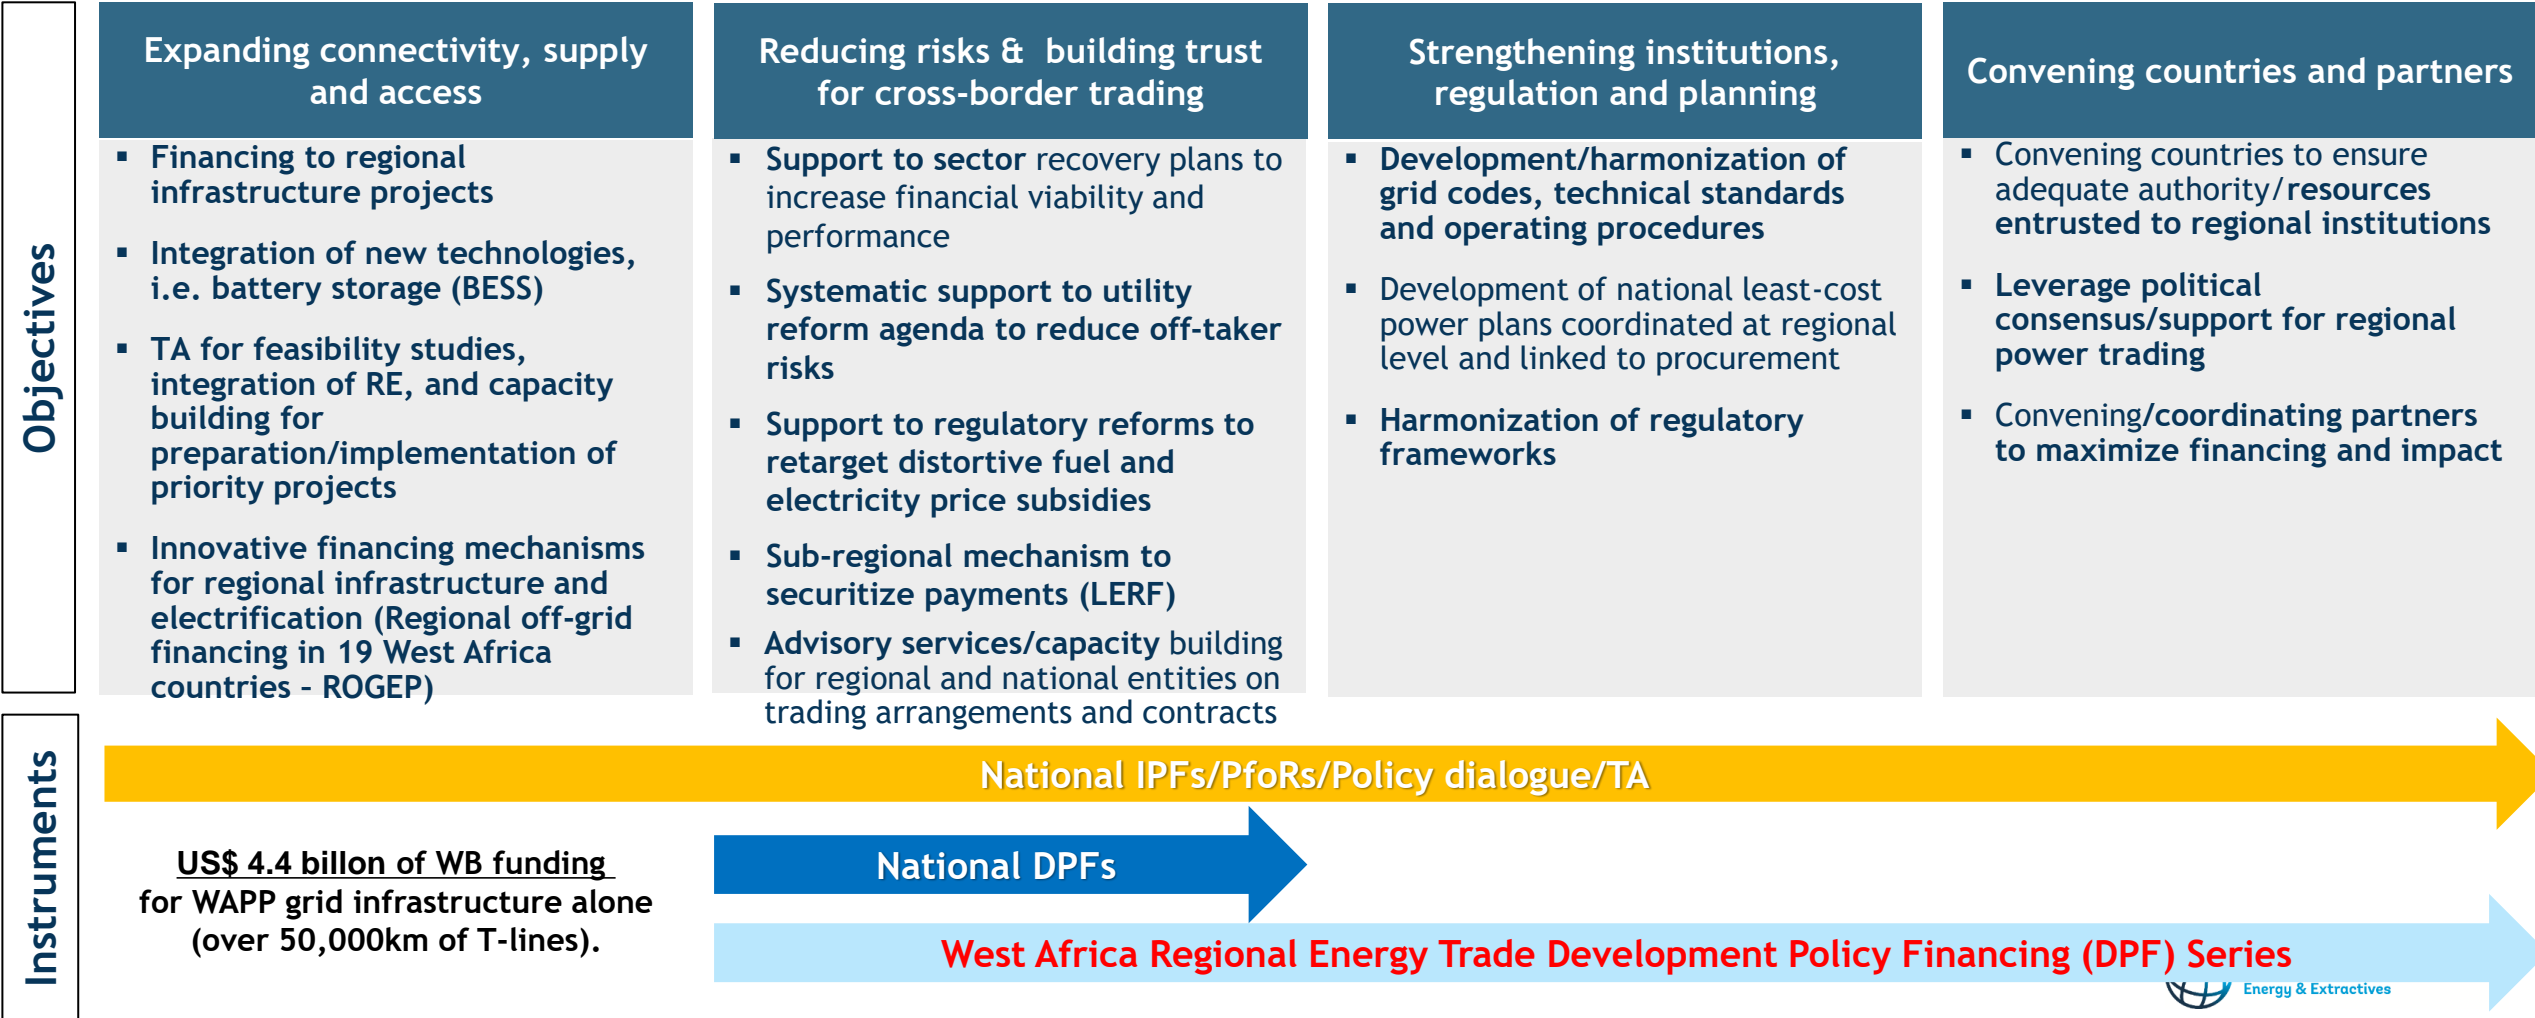 Objectives
Expanding connectivity, supply
and access
▪ Financing to regional
infrastructure projects
▪ Integration of new technologies,
i.e. battery storage (BESS)
▪ TA for feasibility studies,
integration of RE, and capacity
building for
preparation/implementation of
priority projects
▪ Innovative financing mechanisms
for regional infrastructure and
electrification (Regional off-grid
financing in 19 West Africa
countries – ROGEP)
Reducing risks & building trust
for cross-border trading
▪ Support to sector recovery plans to
increase financial viability and
performance
▪ Systematic support to utility
reform agenda to reduce off-taker
risks
▪ Support to regulatory reforms to
retarget distortive fuel and
electricity price subsidies
▪ Sub-regional mechanism to
securitize payments (LERF)
▪ Advisory services/capacity building
for regional and national entities on
trading arrangements and contracts
Strengthening institutions,
regulation and planning
▪ Development/harmonization of
grid codes, technical standards
and operating procedures
▪ Development of national least-cost
power plans coordinated at regional
level and linked to procurement
▪ Harmonization of regulatory
frameworks
Convening countries and partners
▪ Convening countries to ensure
adequate authority/resources
entrusted to regional institutions
▪ Leverage political
consensus/support for regional
power trading
▪ Convening/coordinating partners
to maximize financing and impact
Instruments
National IPFs/PfoRs/Policy dialogue/TA
US$ 4.4 billon of WB funding
for WAPP grid infrastructure alone
(over 50,000km of T-lines).
National DPFs
West Africa Regional Energy Trade Development Policy Financing (DPF) Series
Energy & Extractives